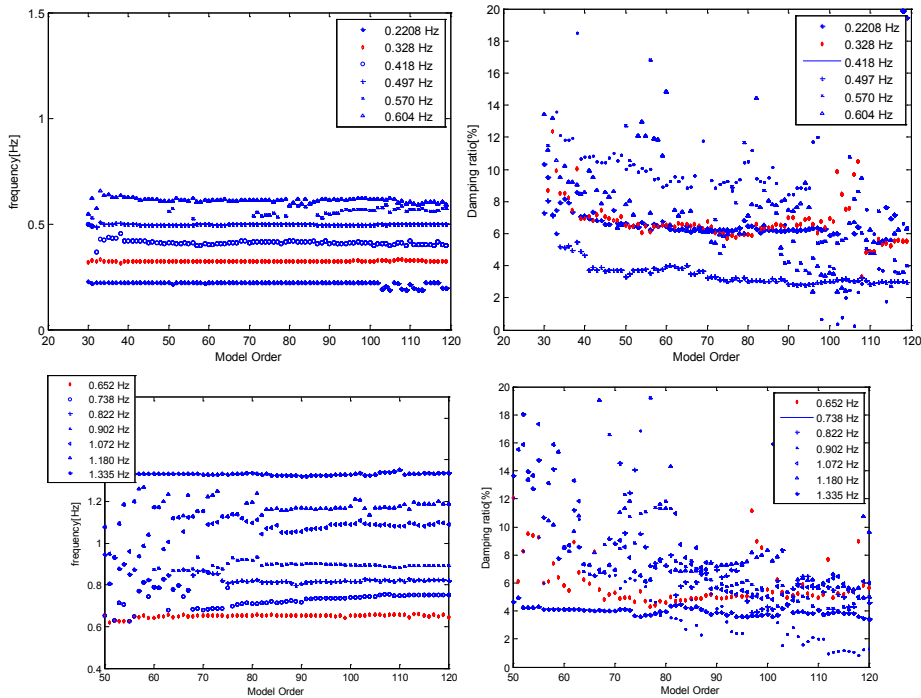 1.5
1
0.5
0
frequency[Hz]
20 30 40 50 60 70 80 90 100 110 120
Model Order
0.2208 Hz
0.328 Hz
0.418 Hz
0.497 Hz
0.570 Hz
0.604 Hz
20
18
16
14
12
10
8
6
4
2
0
Damping ratio[%]
20 30 40 50 60 70 80 90 100 110 120
Model Order
0.2208 Hz
0.328 Hz
0.418 Hz
0.497 Hz
0.570 Hz
0.604 Hz
0.652 Hz
0.738 Hz
0.822 Hz
0.902 Hz
1.072 Hz
1.180 Hz
1.335 Hz
1.2
1
0.8
0.6
0.4
frequency[Hz]
50 60 70 80 90 100 110 120
Model Order
20
18
16
14
12
10
8
6
4
2
0
Damping ratio[%]
50 60 70 80 90 100 110 120
Model Order
0.652 Hz
0.738 Hz
0.822 Hz
0.902 Hz
1.072 Hz
1.180 Hz
1.335 Hz